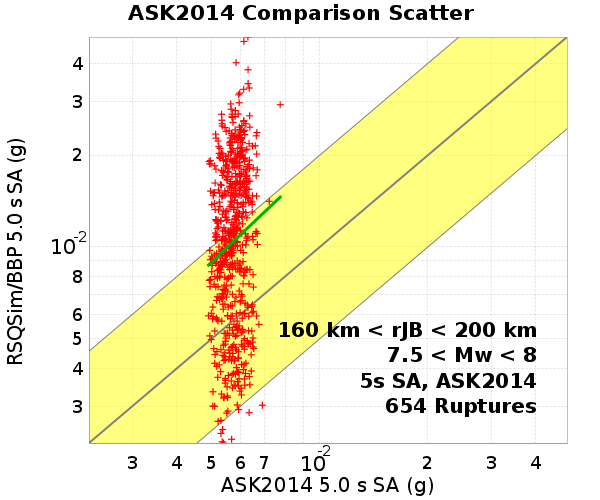 ASK2014 Comparison Scatter
RSQSim/BBP 5.0 s SA (g)
4
3
2
10-2
8
6
5
4
3
160 km < rJB < 200 km
7.5 < Mw < 8
5s SA, ASK2014
654 Ruptures
3 4 5 6 7 10-2 2 3 4
ASK2014 5.0 s SA (g)